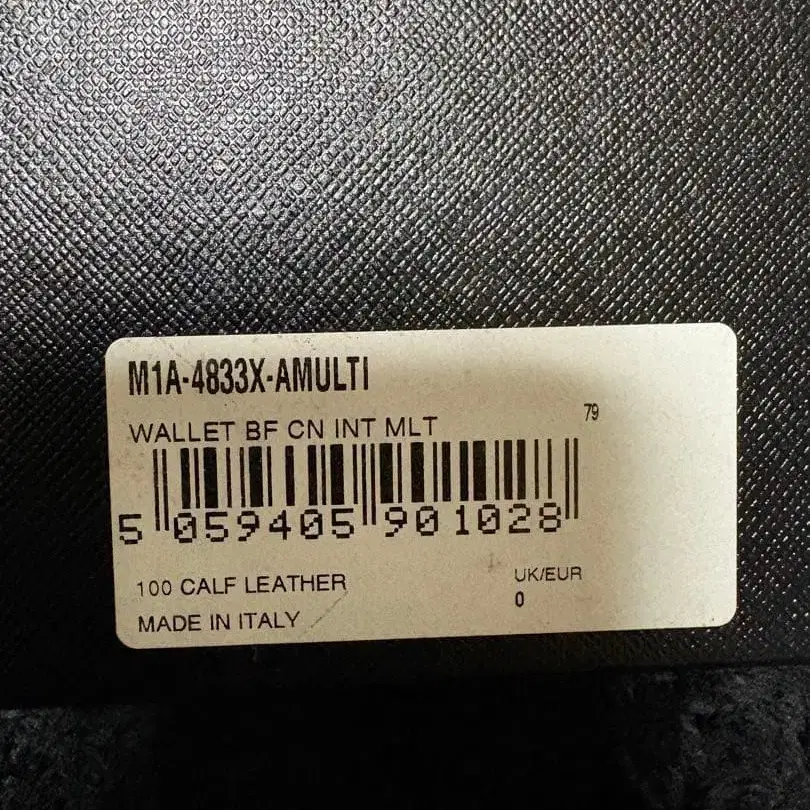 M1A-4833X-AMULTI
79
WALLET BF CN INT MLT
5 059405 901028
100 CALF LEATHER
UK/EUR
MADE IN ITALY
0